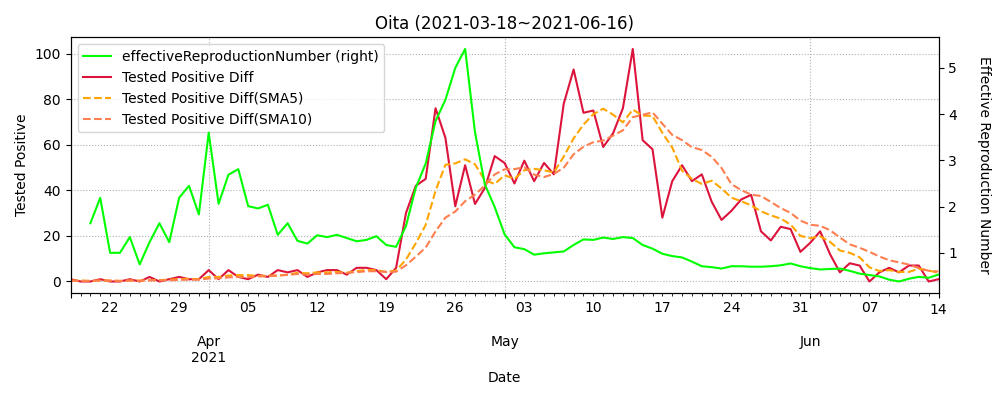 Oita (2021-03-18~2021-06-16)
effectiveReproductionNumber (right)
Tested Positive Diff
Tested Positive Diff(SMA5)
Tested Positive Diff(SMA10)
Tested Positive
100
80
60
40
20
0
Effective Reproduction Number
5
4
3
2
1
22 29 05 12 19 26 03 10 17 24 31 07 14
Apr May Jun
2021
Date